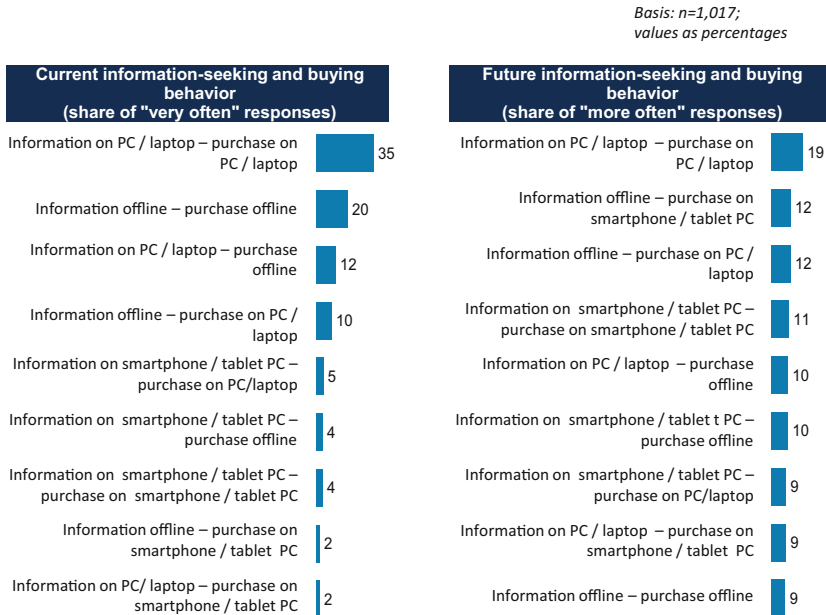 Basis: n=1,017;
values as percentages
Current information-seeking and buying
behavior
(share of "very often" responses)
Information on PC / laptop – purchase on
PC / laptop
35
Information offline – purchase offline
20
Information on PC / laptop – purchase
offline
12
Information offline – purchase on PC /
laptop
10
Information on smartphone / tablet PC –
purchase on PC/laptop
5
Information on smartphone / tablet PC –
purchase offline
4
Information on smartphone / tablet PC –
purchase on smartphone / tablet PC
4
Information offline – purchase on
smartphone / tablet PC
2
Information on PC/ laptop – purchase on
smartphone / tablet PC
2
Future information-seeking and buying
behavior
(share of "more often" responses)
Information on PC / laptop – purchase on
PC / laptop
19
Information offline – purchase on
smartphone / tablet PC
12
Information offline – purchase on PC /
laptop
12
Information on smartphone / tablet PC –
purchase on smartphone / tablet PC
11
Information on PC / laptop – purchase
offline
10
Information on smartphone / tablet t PC –
purchase offline
10
Information on smartphone / tablet PC –
purchase on PC/laptop
9
Information on PC / laptop – purchase on
smartphone / tablet PC
9
Information offline – purchase offline
9